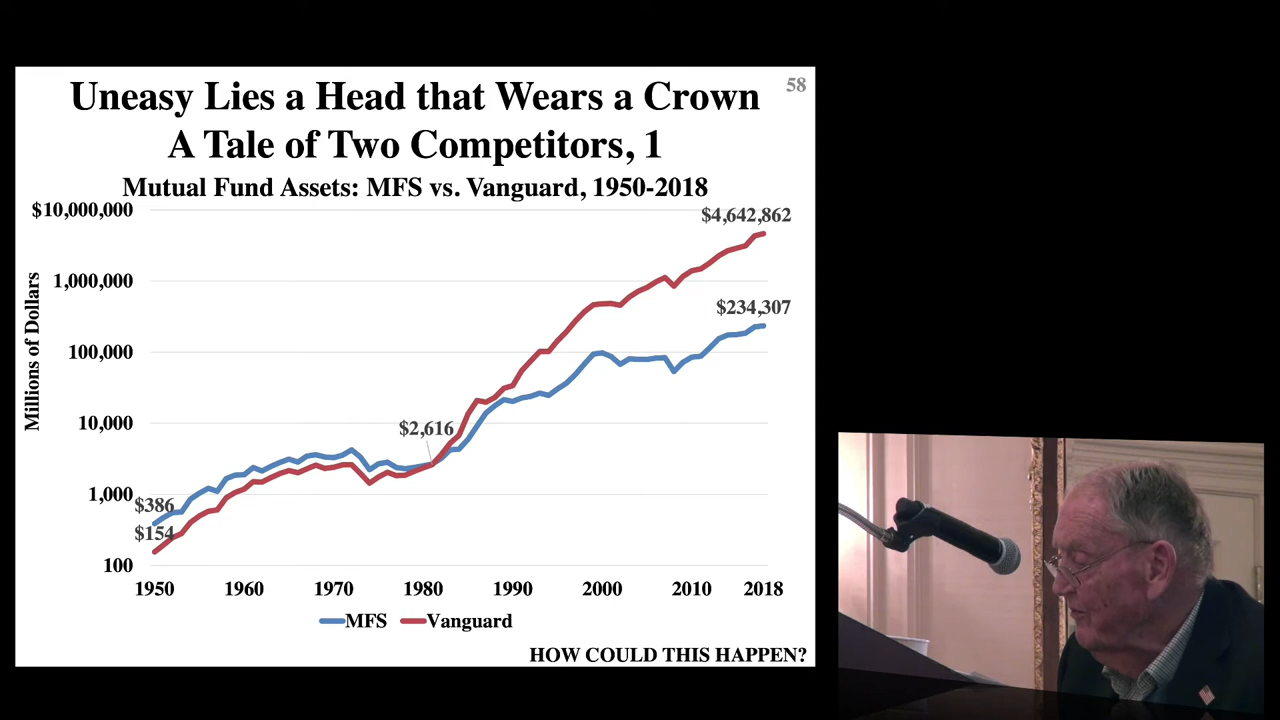 58
Uneasy Lies a Head that Wears a Crown
A Tale of Two Competitors, 1
Mutual Fund Assets: MFS vs. Vanguard, 1950-2018
Millions of Dollars
$10,000,000
1,000,000
100,000
10,000
1,000
100
$4,642,862
$234,307
$2,616
$386
$154
1950 1960 1970 1980 1990 2000 2010 2018
MFS Vanguard
HOW COULD THIS HAPPEN?